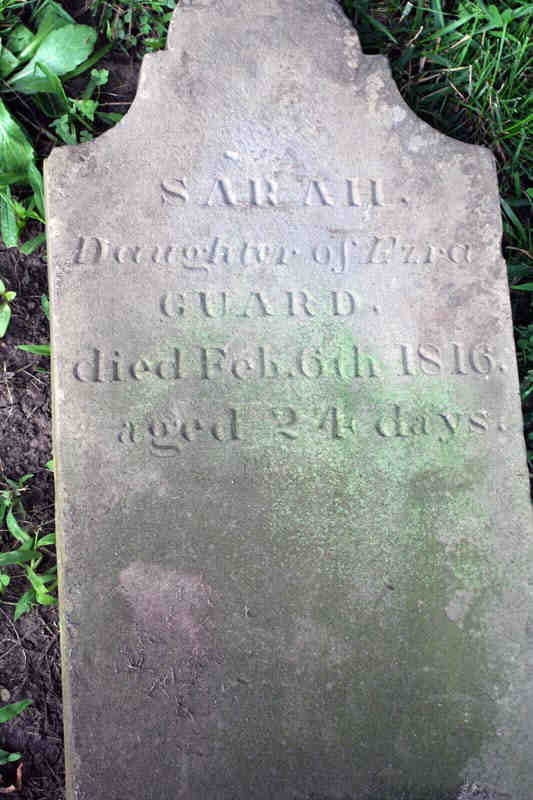 SARAH.
Daughter of Ezra
GUARD.
died Feb. 6th 1816.
aged 24 days.